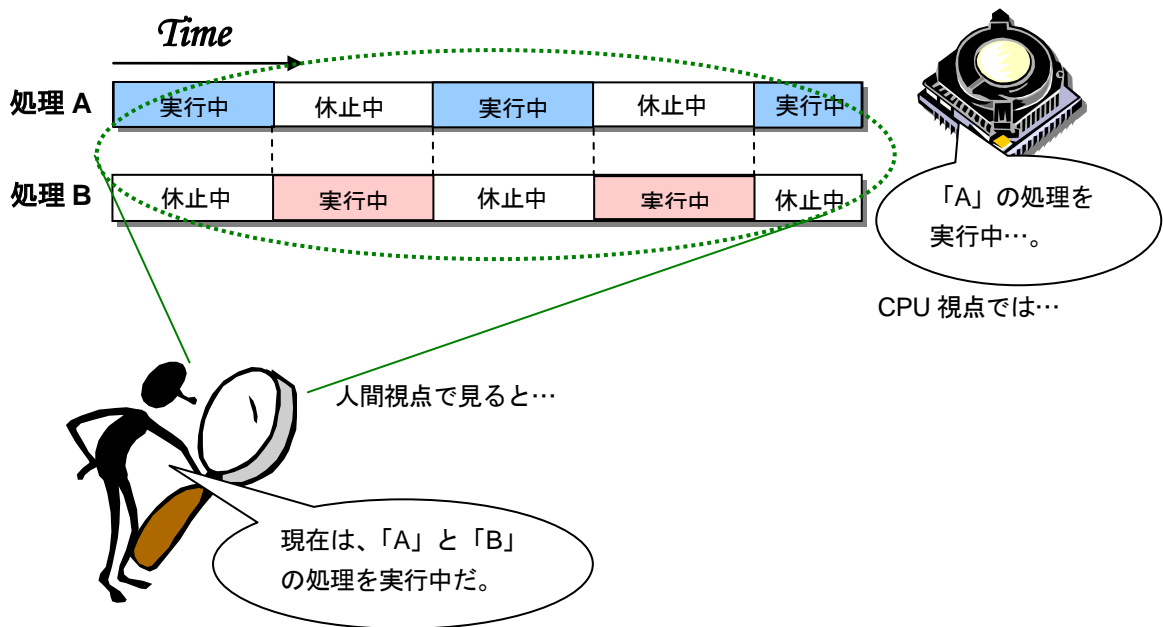 Time
処理 A 実行中 休止中 実行中 休止中 実行中
処理 B 休止中 実行中 休止中 実行中 休止中
「A」の処理を
実行中…。
CPU 視点では…
人間視点で見ると…
現在は、「A」と「B」
の処理を実行中だ。